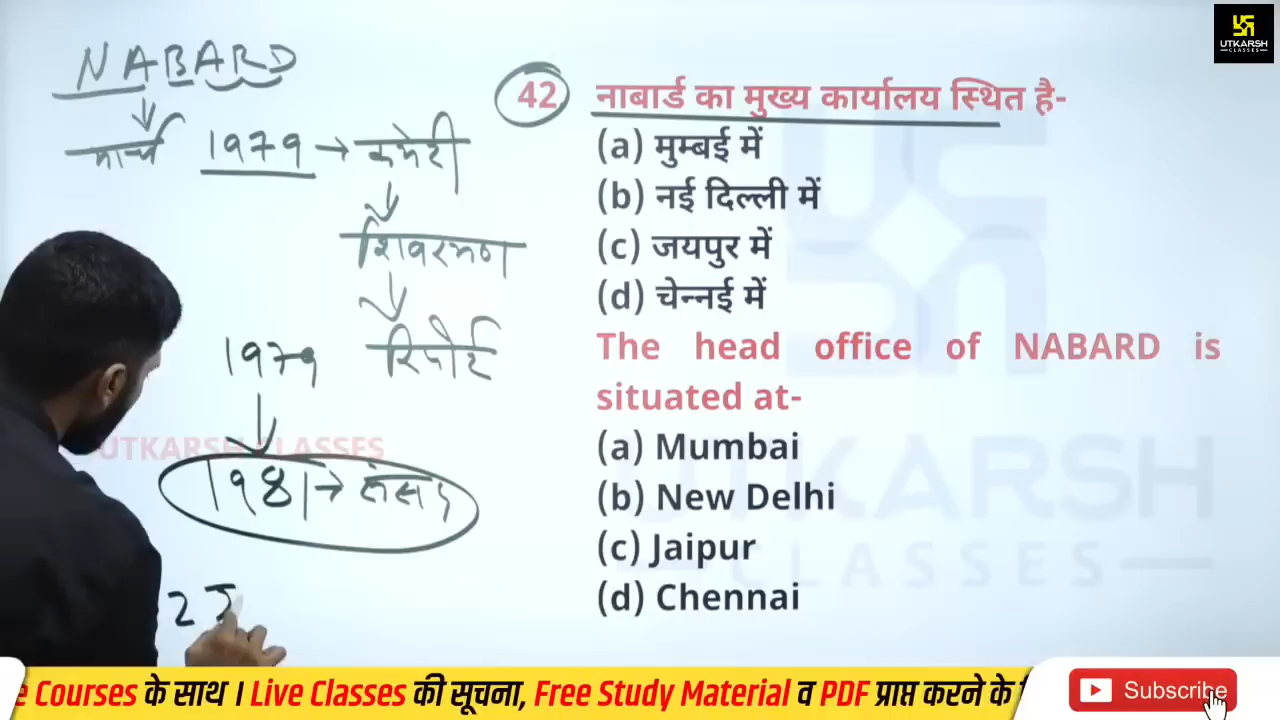 NABARD
मार्च 1979 → कमेटी
शिवरमण
रिपोर्ट
1979
1981 → संसद
UTKARSH CLASSES
42 नाबार्ड का मुख्य कार्यालय स्थित है-
(a) मुम्बई में
(b) नई दिल्ली में
(c) जयपुर में
(d) चेन्नई में
The head office of NABARD is
situated at-
(a) Mumbai
(b) New Delhi
(c) Jaipur
(d) Chennai
UTKARSH
CLASSES
UTKARSH
CLASSES
Courses के साथ । Live Classes की सूचना, Free Study Material व PDF प्राप्त करने के
Subscribe